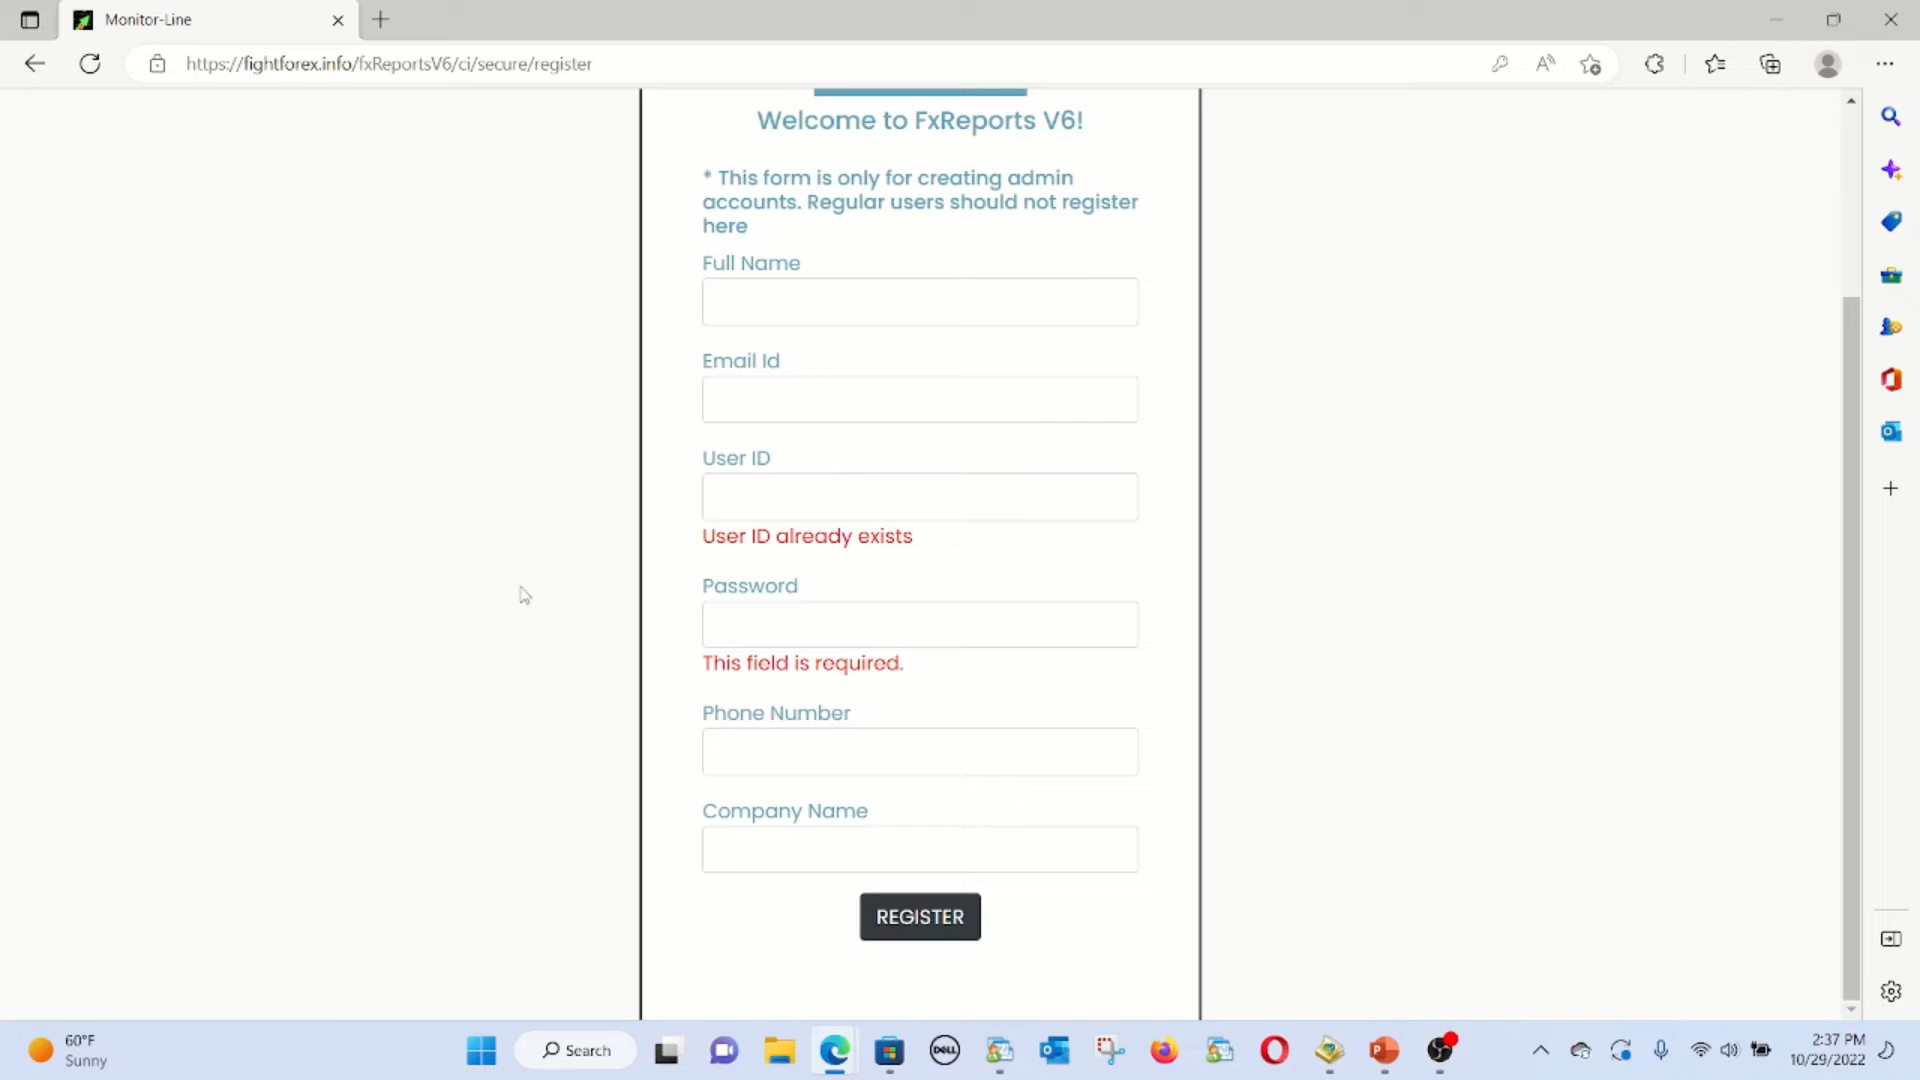 Monitor-Line
https://fightforex.info/fxReportsV6/ci/secure/register
Welcome to FxReports V6!
* This form is only for creating admin
accounts. Regular users should not register
here
Full Name
Email Id
User ID
User ID already exists
Password
This field is required.
Phone Number
Company Name
REGISTER
60°F
Sunny
Search
DELL
2:37 PM
10/29/2022